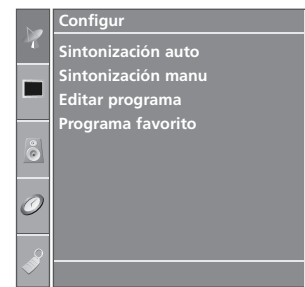 Configur
Sintonización auto
Sintonización manu
Editar programa
Programa favorito